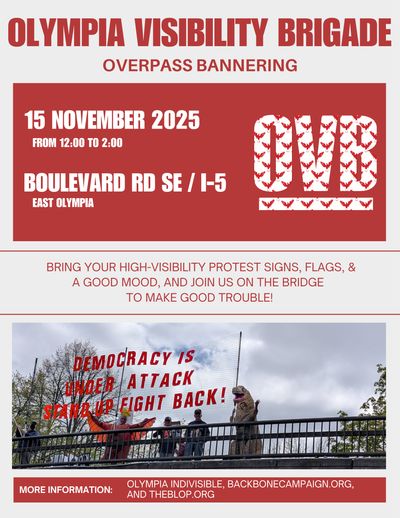 OLYMPIA VISIBILITY BRIGADE
OVERPASS BANNERING
15 NOVEMBER 2025
FROM 12:00 TO 2:00
BOULEVARD RD SE / I-5
EAST OLYMPIA
OVB
BRING YOUR HIGH-VISIBILITY PROTEST SIGNS, FLAGS, &
A GOOD MOOD, AND JOIN US ON THE BRIDGE
TO MAKE GOOD TROUBLE!
DEMOCRACY IS
UNDER ATTACK
STAND UP FIGHT BACK!
MORE INFORMATION:
OLYMPIA INDIVISIBLE, BACKBONECAMPAIGN.ORG,
AND THEBLOP.ORG